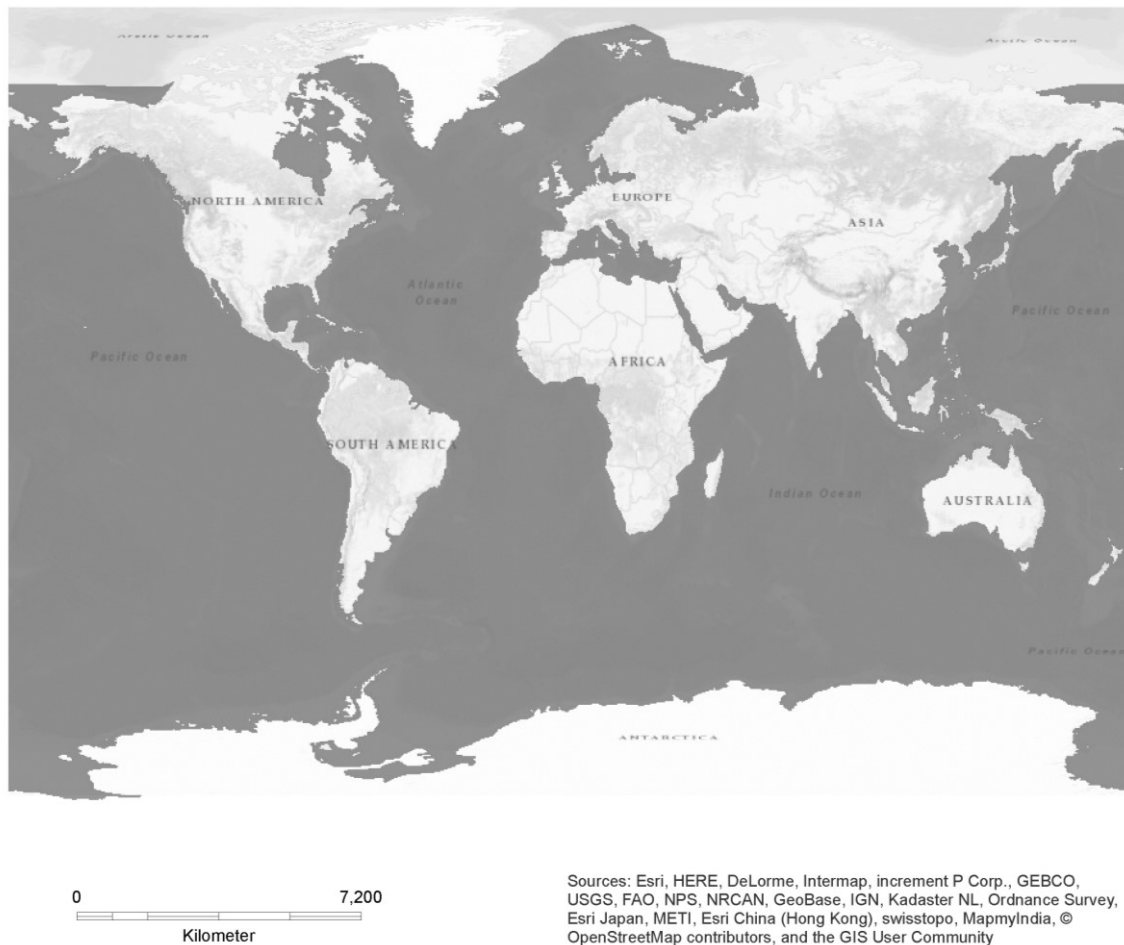 Arctic Ocean
Arctic Ocean
NORTH AMERICA
EUROPE
ASIA
Atlantic
Ocean
Pacific Ocean
Pacific Ocean
AFRICA
SOUTH AMERICA
Indian Ocean
AUSTRALIA
Pacific Ocean
ANTARCTICA
0
7,200
Kilometer
Sources: Esri, HERE, DeLorme, Intermap, increment P Corp., GEBCO,
USGS, FAO, NPS, NRCAN, GeoBase, IGN, Kadaster NL, Ordnance Survey,
Esri Japan, METI, Esri China (Hong Kong), swisstopo, MapmyIndia, ©
OpenStreetMap contributors, and the GIS User Community